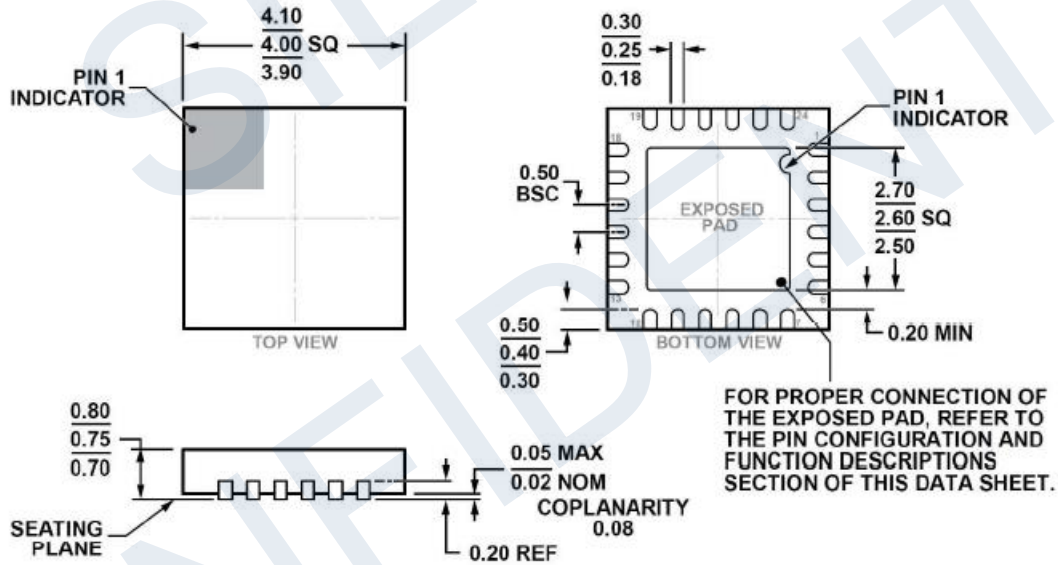 4.10
4.00 SQ
3.90
PIN 1
INDICATOR
TOP VIEW
0.30
0.25
0.18
PIN 1
INDICATOR
19
24
18
1
0.50
BSC
EXPOSED
PAD
2.70
2.60 SQ
2.50
13
6
7
0.50
0.40
0.30
BOTTOM VIEW
0.20 MIN
FOR PROPER CONNECTION OF
THE EXPOSED PAD, REFER TO
THE PIN CONFIGURATION AND
FUNCTION DESCRIPTIONS
SECTION OF THIS DATA SHEET.
0.80
0.75
0.70
0.05 MAX
0.02 NOM
COPLANARITY
0.08
SEATING
PLANE
0.20 REF